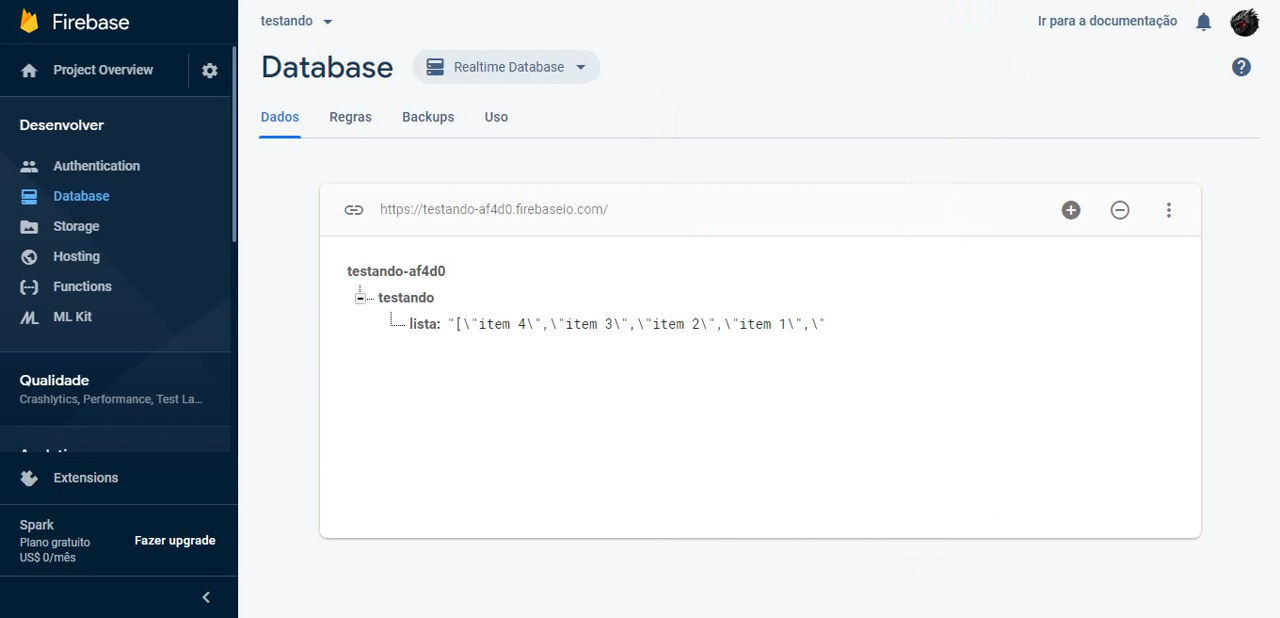 Firebase
Project Overview
Desenvolver
Authentication
Database
Storage
Hosting
Functions
ML Kit
Qualidade
Crashlytics, Performance, Test La...
Extensions
Spark
Plano gratuito
US$ 0/mês
Fazer upgrade
testando
Ir para a documentação
Database
Realtime Database
Dados
Regras
Backups
Uso
https://testando-af4d0.firebaseio.com/
testando-af4d0
testando
lista: "[\"item 4\",\"item 3\",\"item 2\",\"item 1\",\"